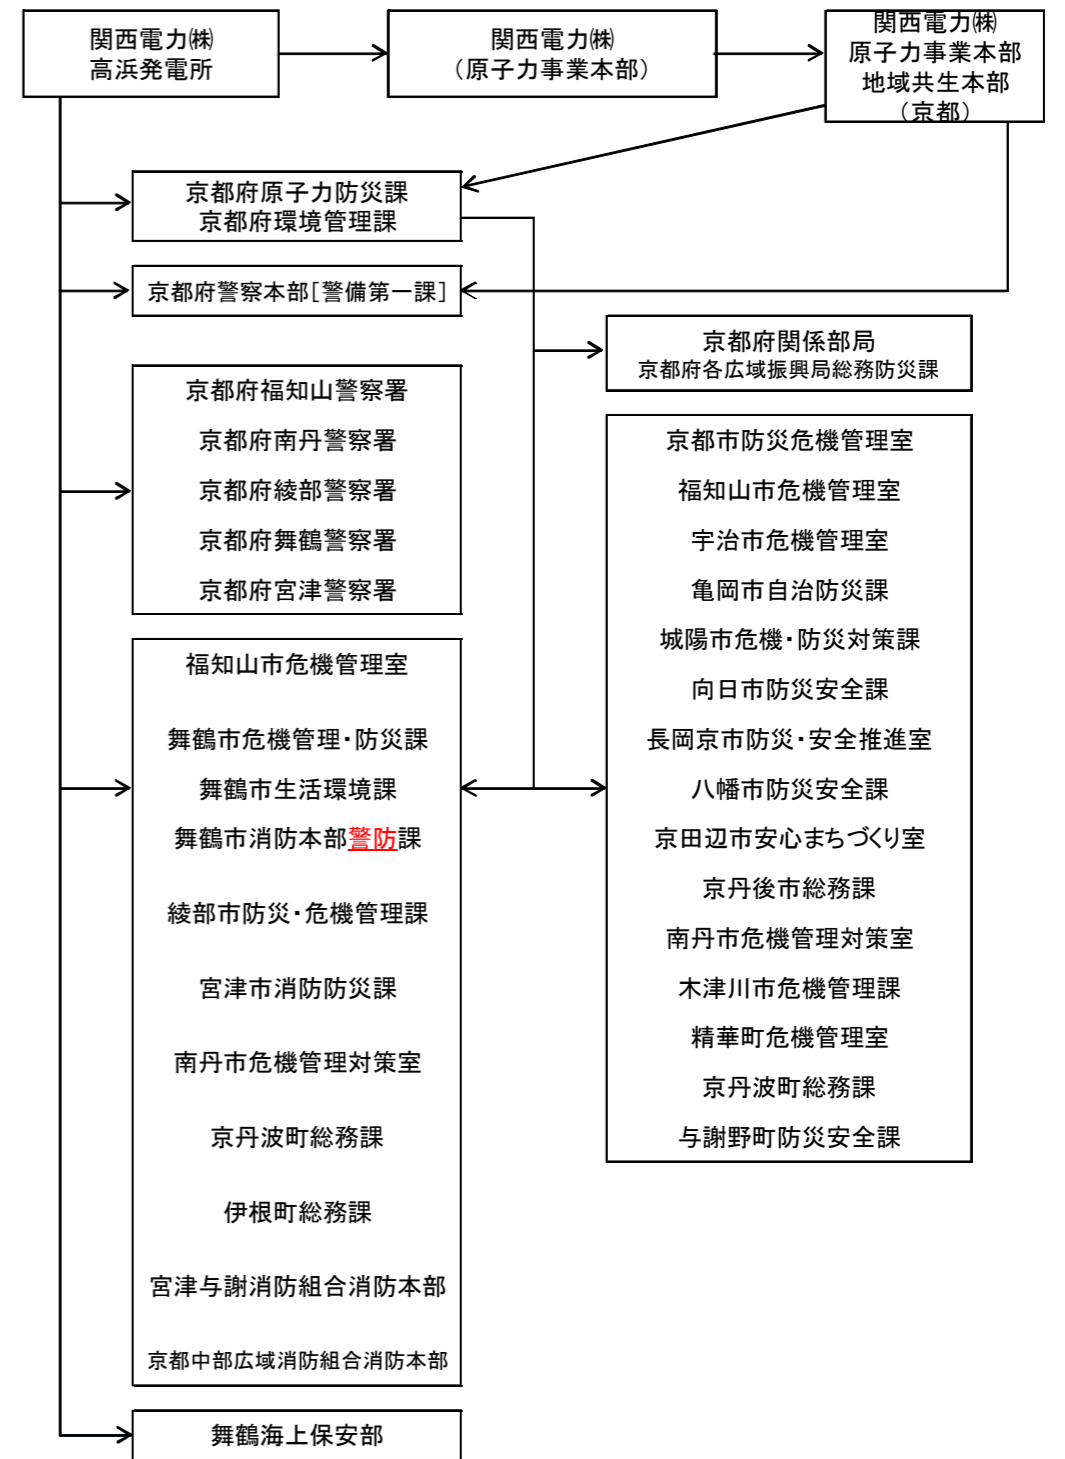 関西電力㈱
高浜発電所
関西電力㈱
（原子力事業本部）
関西電力㈱
原子力事業本部
地域共生本部
（京都）
京都府原子力防災課
京都府環境管理課
京都府警察本部［警備第一課］
京都府関係部局
京都府各広域振興局総務防災課
京都府福知山警察署
京都府南丹警察署
京都府綾部警察署
京都府舞鶴警察署
京都府宮津警察署
福知山市危機管理室
舞鶴市危機管理・防災課
舞鶴市生活環境課
舞鶴市消防本部警防課
綾部市防災・危機管理課
宮津市消防防災課
南丹市危機管理対策室
京丹波町総務課
伊根町総務課
宮津与謝消防組合消防本部
京都中部広域消防組合消防本部
京都市防災危機管理室
福知山市危機管理室
宇治市危機管理室
亀岡市自治防災課
城陽市危機・防災対策課
向日市防災安全課
長岡京市防災・安全推進室
八幡市防災安全課
京田辺市安心まちづくり室
京丹後市総務課
南丹市危機管理対策室
木津川市危機管理課
精華町危機管理室
京丹波町総務課
与謝野町防災安全課
舞鶴海上保安部